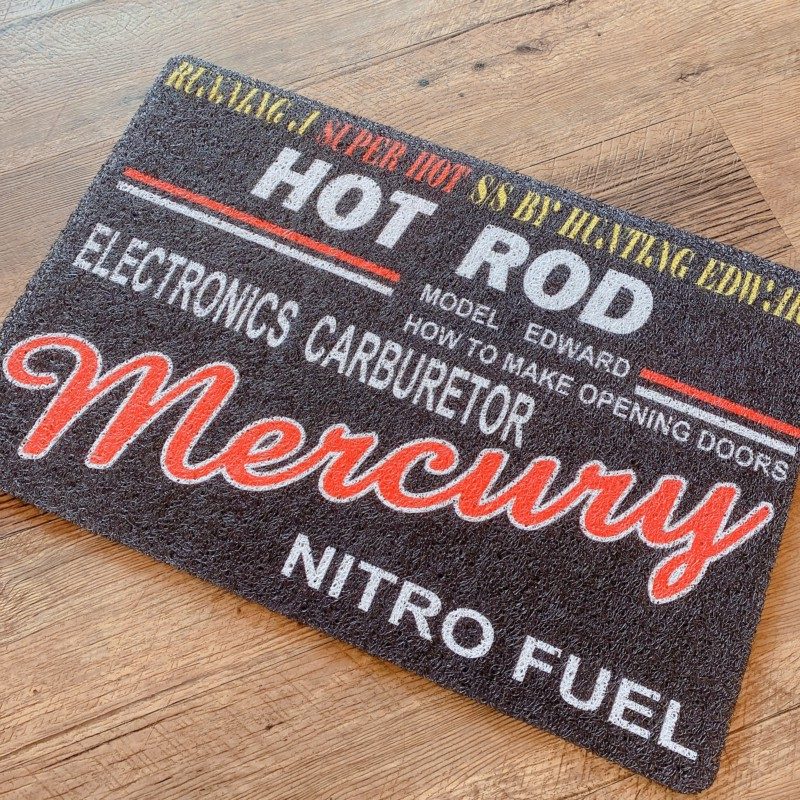 RUNNING A SUPER HOT SS BY HUNTING
HOT ROD
MODEL EDWARD
HOW TO MAKE OPENING DOORS
ELECTRONICS CARBURETOR
Mercury
NITRO FUEL